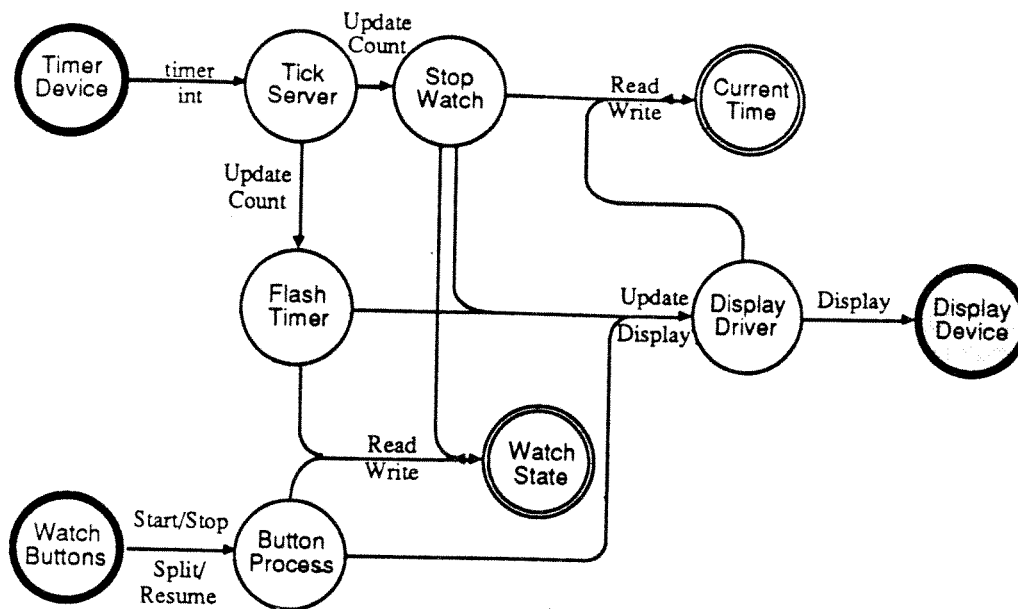 Timer
Device
timer
int
Tick
Server
Update
Count
Stop
Watch
Read
Write
Current
Time
Update
Count
Flash
Timer
Update
Display
Display
Driver
Display
Display
Device
Read
Write
Watch
State
Watch
Buttons
Start/Stop
Split/
Resume
Button
Process